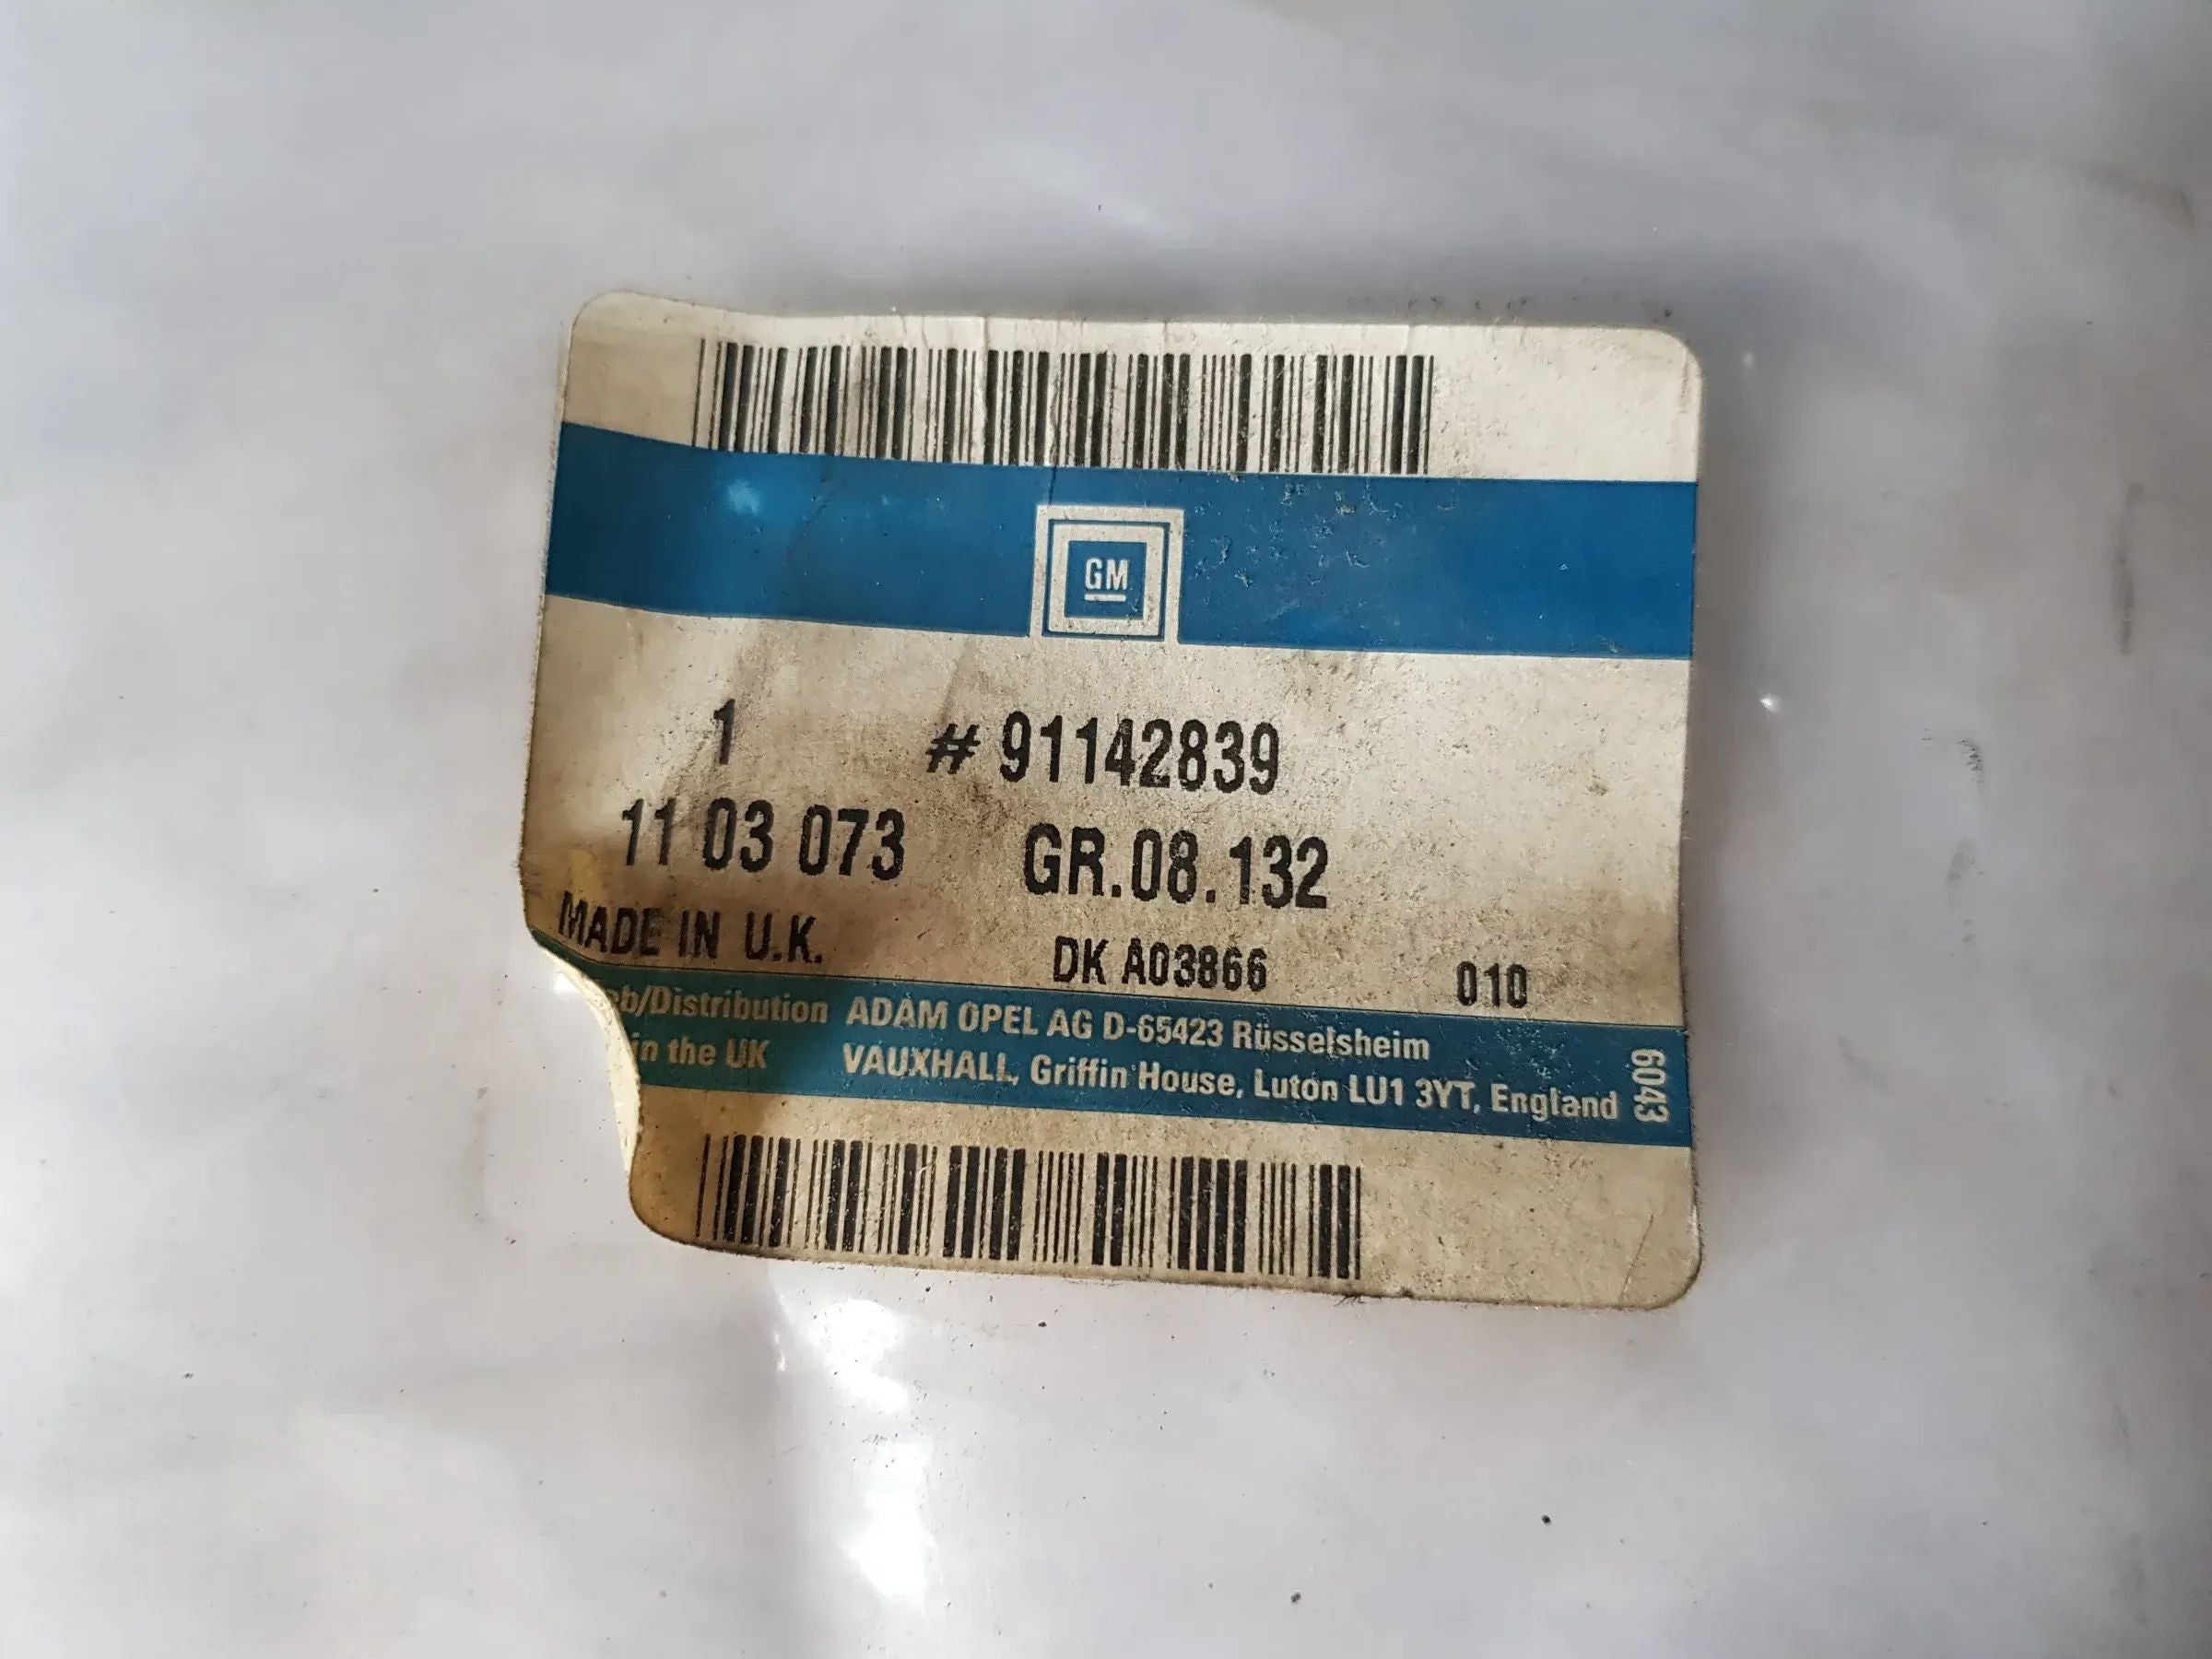 GM
1 # 91142839
11 03 073 GR.08.132
MADE IN U.K.
DK A03866 010
eb/Distribution ADAM OPEL AG D-65423 Rüsselsheim
in the UK VAUXHALL, Griffin House, Luton LU1 3YT, England
6043